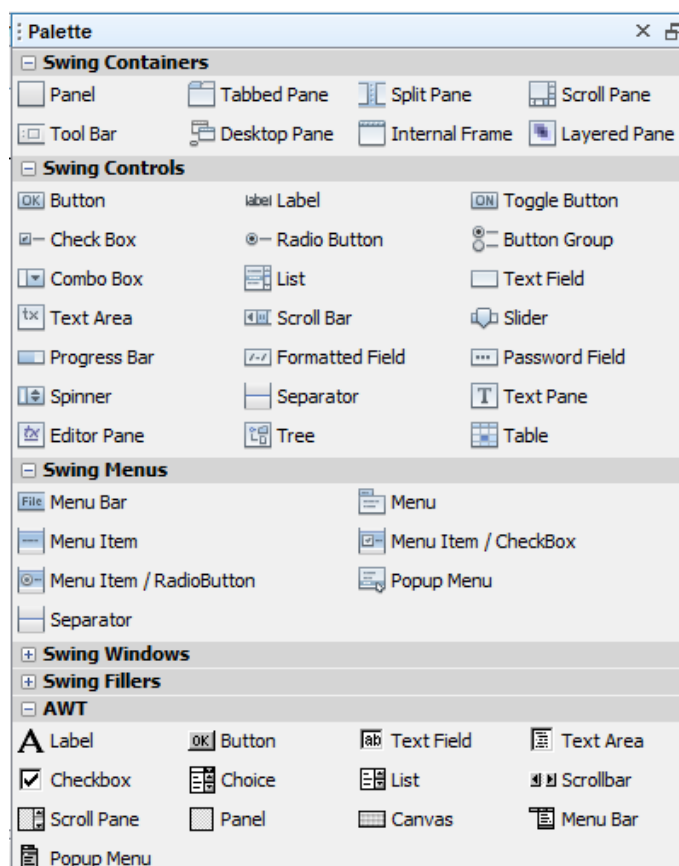 Palette
Swing Containers
Panel Tabbed Pane Split Pane Scroll Pane
Tool Bar Desktop Pane Internal Frame Layered Pane
Swing Controls
OK Button label Label ON Toggle Button
Check Box Radio Button Button Group
Combo Box List Text Field
tx Text Area Scroll Bar Slider
Progress Bar Formatted Field Password Field
Spinner Separator T Text Pane
tx Editor Pane Tree Table
Swing Menus
File Menu Bar Menu
Menu Item Menu Item / CheckBox
Menu Item / RadioButton Popup Menu
Separator
Swing Windows
Swing Fillers
AWT
A Label OK Button ab Text Field Text Area
Checkbox Choice List Scrollbar
Scroll Pane Panel Canvas Menu Bar
Popup Menu